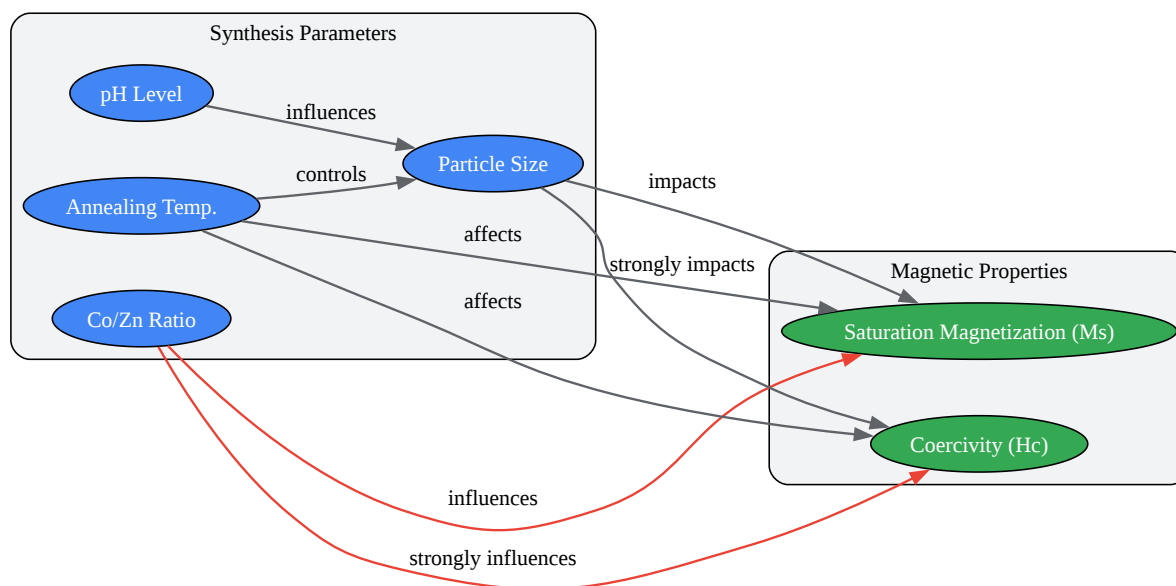 Synthesis Parameters
pH Level
influences
Particle Size
controls
impacts
Annealing Temp.
affects
strongly impacts
Magnetic Properties
affects
Co/Zn Ratio
Saturation Magnetization (Ms)
Coercivity (Hc)
influences
strongly influences